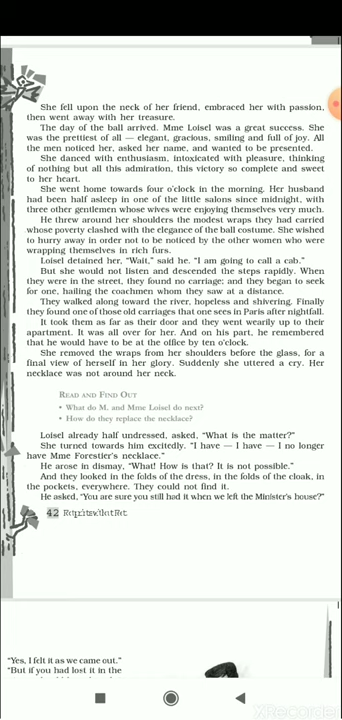 She fell upon the neck of her friend, embraced her with passion,
then went away with her treasure.
The day of the ball arrived. Mme Loisel was a great success. She
was the prettiest of all — elegant, gracious, smiling and full of joy. All
the men noticed her, asked her name, and wanted to be presented.
She danced with enthusiasm, intoxicated with pleasure, thinking
of nothing but all this admiration, this victory so complete and sweet
to her heart.
She went home towards four o'clock in the morning. Her husband
had been half asleep in one of the little salons since midnight, with
three other gentlemen whose wives were enjoying themselves very much.
He threw around her shoulders the modest wraps they had carried
whose poverty clashed with the elegance of the ball costume. She wished
to hurry away in order not to be noticed by the other women who were
wrapping themselves in rich furs.
Loisel detained her, “Wait,” said he. “I am going to call a cab.”
But she would not listen and descended the steps rapidly. When
they were in the street, they found no carriage; and they began to seek
for one, hailing the coachmen whom they saw at a distance.
They walked along toward the river, hopeless and shivering. Finally
they found one of those old carriages that one sees in Paris after nightfall.
It took them as far as their door and they went wearily up to their
apartment. It was all over for her. And on his part, he remembered
that he would have to be at the office by ten o'clock.
She removed the wraps from her shoulders before the glass, for a
final view of herself in her glory. Suddenly she uttered a cry. Her
necklace was not around her neck.
READ AND FIND OUT
• What do M. and Mme Loisel do next?
• How do they replace the necklace?
Loisel already half undressed, asked, “What is the matter?”
She turned towards him excitedly. “I have — I have — I no longer
have Mme Forestier's necklace.”
He arose in dismay, “What! How is that? It is not possible.”
And they looked in the folds of the dress, in the folds of the cloak, in
the pockets, everywhere. They could not find it.
He asked, “You are sure you still had it when we left the Minister's house?”
42
“Yes, I felt it as we came out.”
“But if you had lost it in the
XRecorder